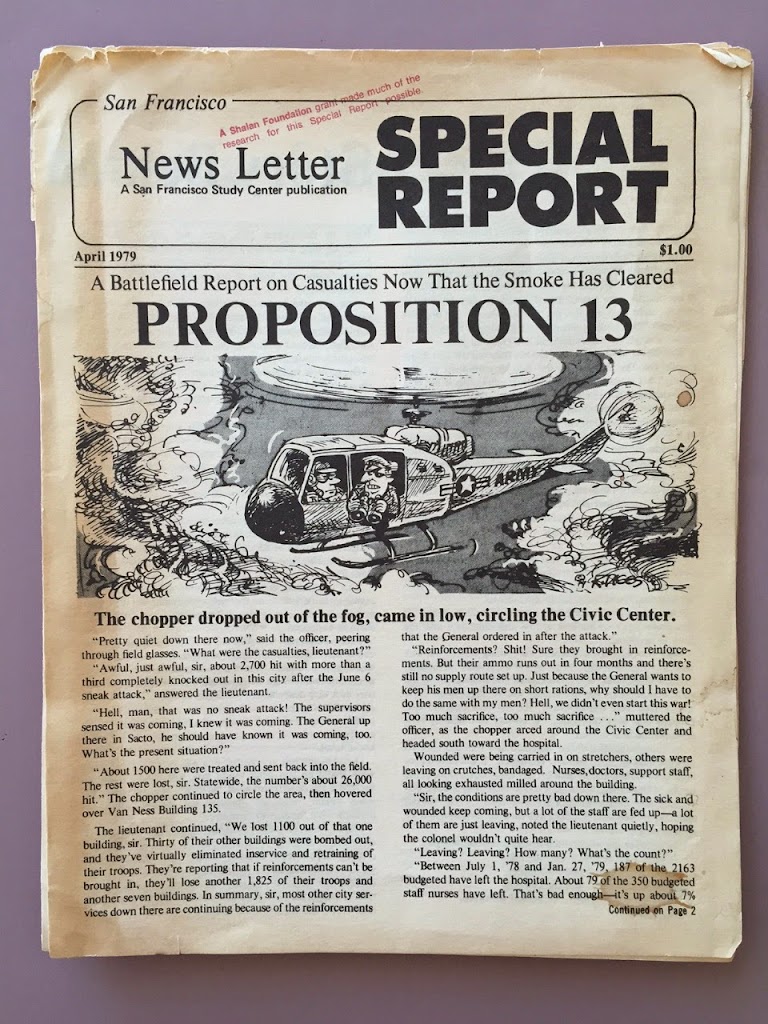 San Francisco
A Shalan Foundation grant made much of the
research for this Special Report possible.
News Letter
A San Francisco Study Center publication
SPECIAL
REPORT
April 1979
$1.00
A Battlefield Report on Casualties Now That the Smoke Has Cleared
PROPOSITION 13
ARMY
The chopper dropped out of the fog, came in low, circling the Civic Center.
"Pretty quiet down there now," said the officer, peering
through field glasses. "What were the casualties, lieutenant?"
"Awful, just awful, sir, about 2,700 hit with more than a
third completely knocked out in this city after the June 6
sneak attack," answered the lieutenant.
"Hell, man, that was no sneak attack! The supervisors
sensed it was coming, I knew it was coming. The General up
there in Sacto, he should have known it was coming, too.
What's the present situation?"
"About 1500 here were treated and sent back into the field.
The rest were lost, sir. Statewide, the number's about 26,000
hit." The chopper continued to circle the area, then hovered
over Van Ness Building 135.
The lieutenant continued, "We lost 1100 out of that one
building, sir. Thirty of their other buildings were bombed out,
and they've virtually eliminated inservice and retraining of
their troops. They're reporting that if reinforcements can't be
brought in, they'll lose another 1,825 of their troops and
another seven buildings. In summary, sir, most other city ser-
vices down there are continuing because of the reinforcements
that the General ordered in after the attack."
"Reinforcements? Shit! Sure they brought in reinforce-
ments. But their ammo runs out in four months and there's
still no supply route set up. Just because the General wants to
keep his men up there on short rations, why should I have to
do the same with my men? Hell, we didn't even start this war!
Too much sacrifice, too much sacrifice ..." muttered the
officer, as the chopper arced around the Civic Center and
headed south toward the hospital.
Wounded were being carried in on stretchers, others were
leaving on crutches, bandaged. Nurses, doctors, support staff,
all looking exhausted milled around the building.
"Sir, the conditions are pretty bad down there. The sick and
wounded keep coming, but a lot of the staff are fed up—a lot
of them are just leaving, noted the lieutenant quietly, hoping
the colonel wouldn't quite hear.
"Leaving? Leaving? How many? What's the count?"
"Between July 1, '78 and Jan. 27, '79, 187 of the 2163
budgeted have left the hospital. About 79 of the 350 budgeted
staff nurses have left. That's bad enough—it's up about 7%
Continued on Page 2